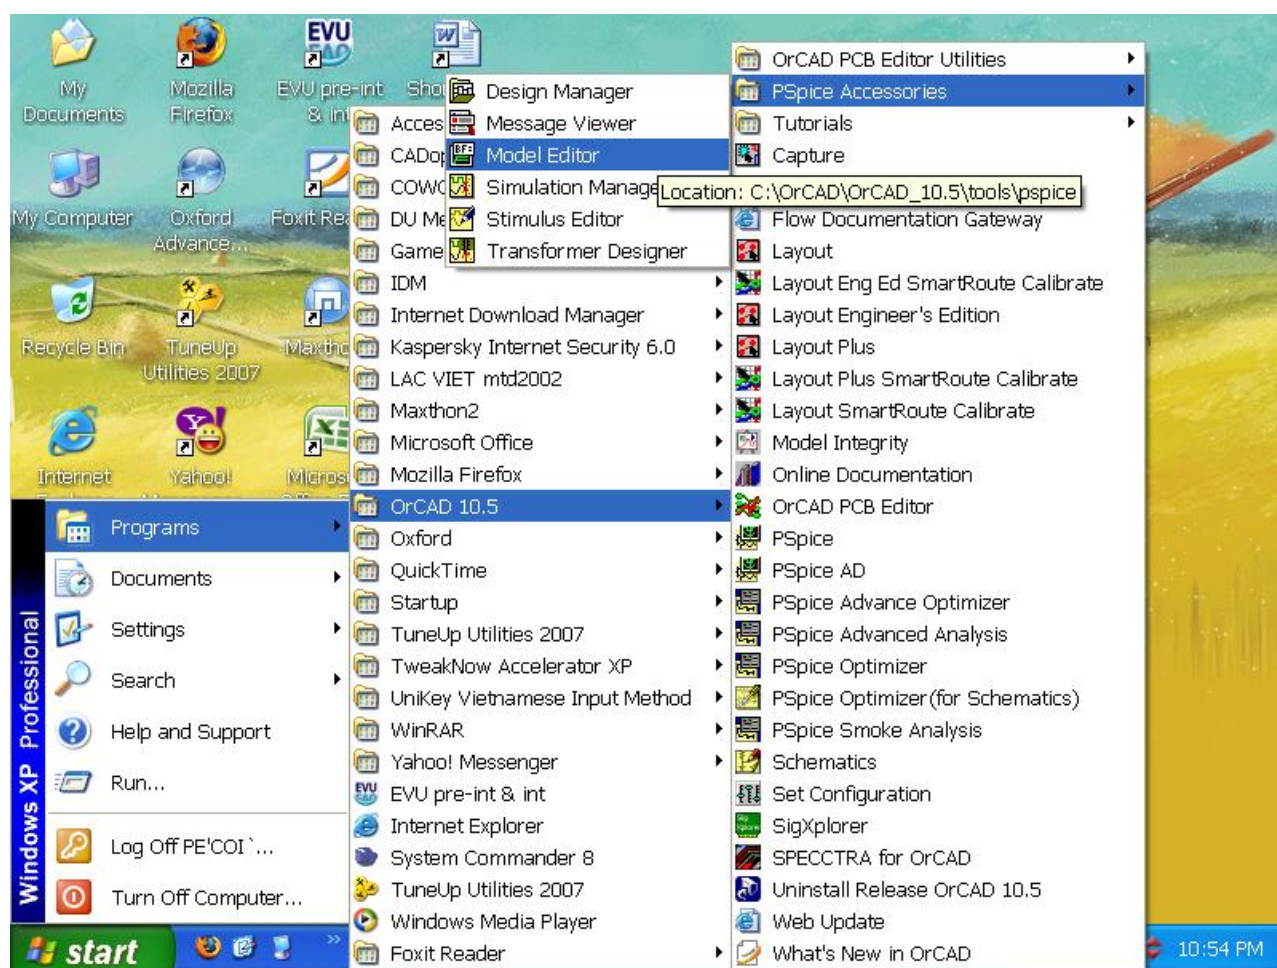 My
Documents
Mozilla
Firefox
EVU pre-int
& int
My Computer
Oxford
Advance...
Recycle Bin
TuneUp
Utilities 2007
Internet
Yahoo!
Windows XP Professional
Programs
Documents
Settings
Search
Help and Support
Run...
Log Off PE'COI`...
Turn Off Computer...
start
IDM
Internet Download Manager
Kaspersky Internet Security 6.0
LAC VIET mtd2002
Maxthon2
Microsoft Office
Mozilla Firefox
OrCAD 10.5
Oxford
QuickTime
Startup
TuneUp Utilities 2007
TweakNow Accelerator XP
UniKey Vietnamese Input Method
WinRAR
Yahoo! Messenger
EVU pre-int & int
Internet Explorer
System Commander 8
TuneUp Utilities 2007
Windows Media Player
Foxit Reader
Design Manager
Message Viewer
Model Editor
Simulation Manage
Stimulus Editor
Transformer Designer
Location: C:\OrCAD\OrCAD_10.5\tools\pspice
OrCAD PCB Editor Utilities
PSpice Accessories
Tutorials
Capture
Flow Documentation Gateway
Layout
Layout Eng Ed SmartRoute Calibrate
Layout Engineer's Edition
Layout Plus
Layout Plus SmartRoute Calibrate
Layout SmartRoute Calibrate
Model Integrity
Online Documentation
OrCAD PCB Editor
PSpice
PSpice AD
PSpice Advance Optimizer
PSpice Advanced Analysis
PSpice Optimizer
PSpice Optimizer(for Schematics)
PSpice Smoke Analysis
Schematics
Set Configuration
SigXplorer
SPECCTRA for OrCAD
Uninstall Release OrCAD 10.5
Web Update
What's New in OrCAD
10:54 PM